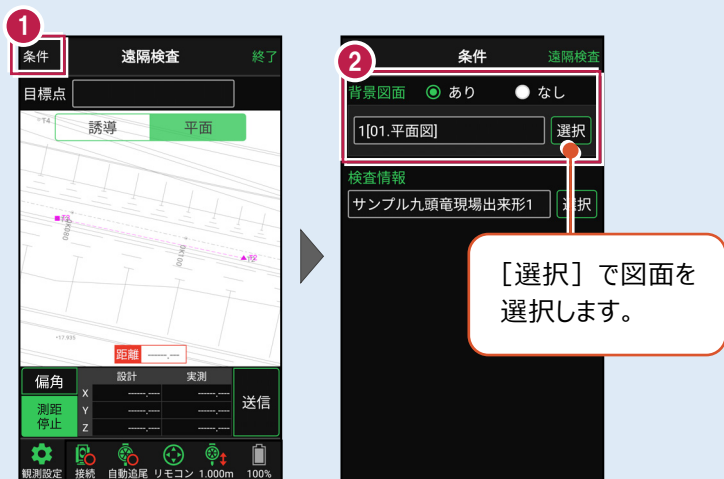 1
条件 遠隔検査 終了
目標点
T4
誘導 平面
0K080
0K100
+17.935
距離 ------.---
偏角 設計 実測 送信
X ------.--- ------.---
測距停止 Y ------.--- ------.---
Z ------.--- ------.---
観測設定 接続 自動追尾 リモコン 1.000m 100%
2
条件 遠隔検査
背景図面 あり なし
1[01.平面図] 選択
検査情報
サンプル九頭竜現場出来形1 選択
［選択］で図面を
選択します。